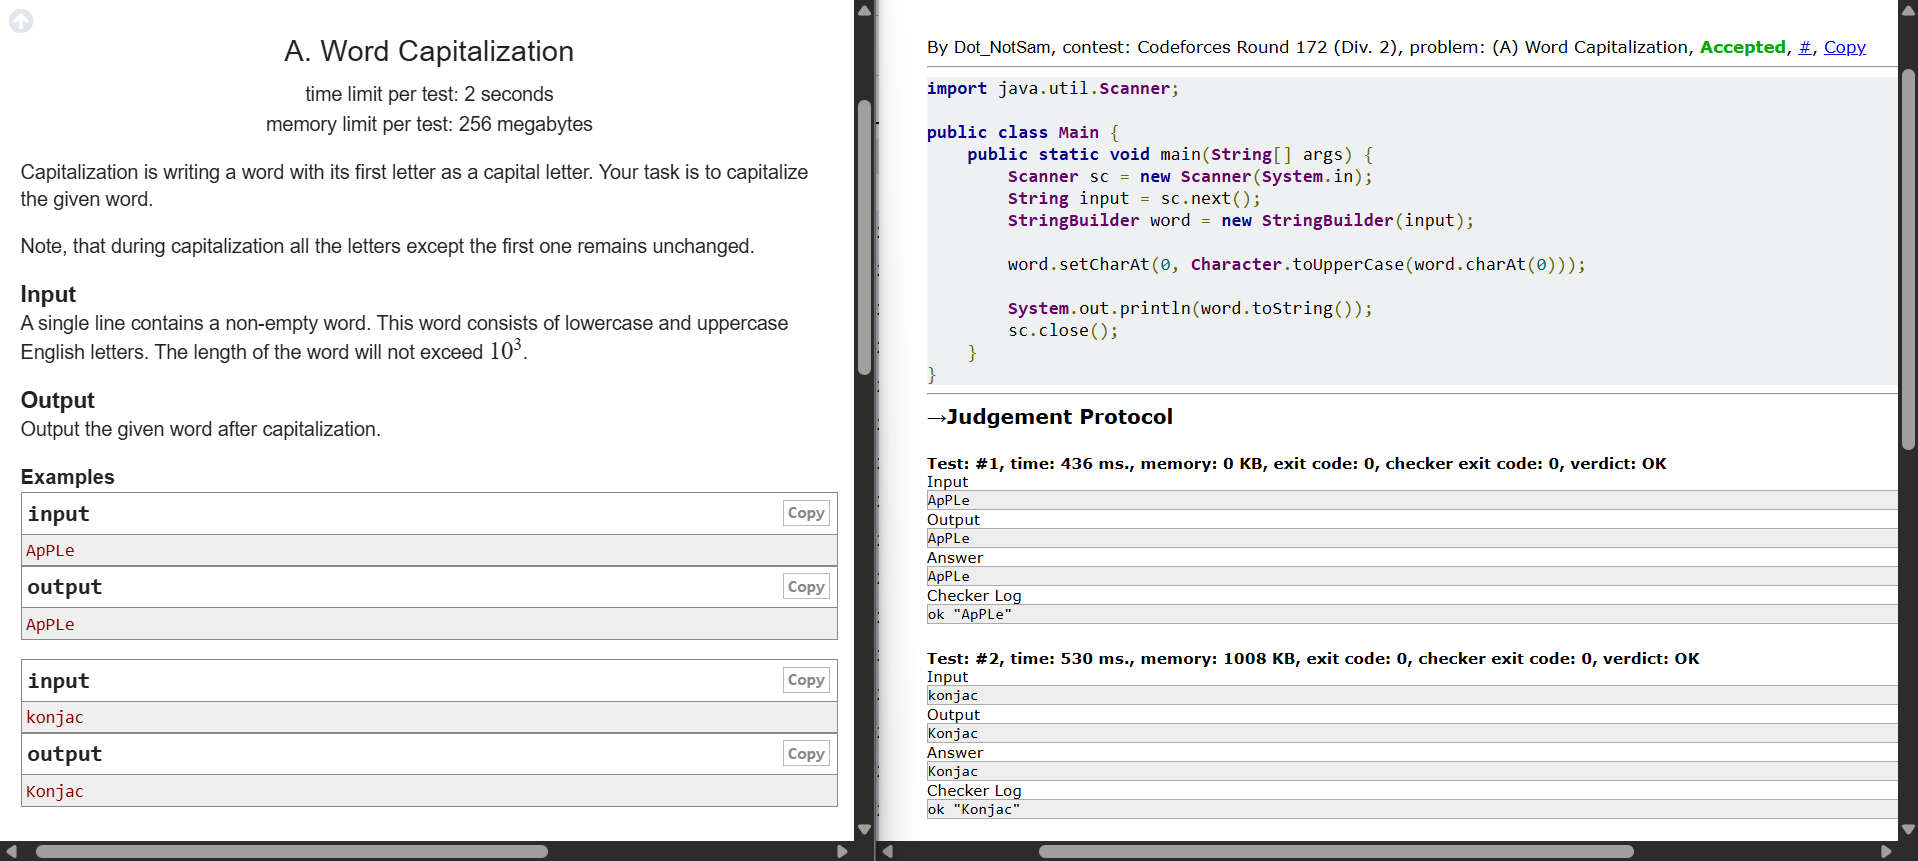 A. Word Capitalization
time limit per test: 2 seconds
memory limit per test: 256 megabytes
Capitalization is writing a word with its first letter as a capital letter. Your task is to capitalize
the given word.
Note, that during capitalization all the letters except the first one remains unchanged.
Input
A single line contains a non-empty word. This word consists of lowercase and uppercase
English letters. The length of the word will not exceed 10³.
Output
Output the given word after capitalization.
Examples
input
Copy
ApPLe
output
Copy
ApPLe
input
Copy
konjac
output
Copy
Konjac
By Dot_NotSam, contest: Codeforces Round 172 (Div. 2), problem: (A) Word Capitalization, Accepted, #, Copy
import java.util.Scanner;
public class Main {
    public static void main(String[] args) {
        Scanner sc = new Scanner(System.in);
        String input = sc.next();
        StringBuilder word = new StringBuilder(input);
        word.setCharAt(0, Character.toUpperCase(word.charAt(0)));
        System.out.println(word.toString());
        sc.close();
    }
}
→Judgement Protocol
Test: #1, time: 436 ms., memory: 0 KB, exit code: 0, checker exit code: 0, verdict: OK
Input
ApPLe
Output
ApPLe
Answer
ApPLe
Checker Log
ok "ApPLe"
Test: #2, time: 530 ms., memory: 1008 KB, exit code: 0, checker exit code: 0, verdict: OK
Input
konjac
Output
Konjac
Answer
Konjac
Checker Log
ok "Konjac"